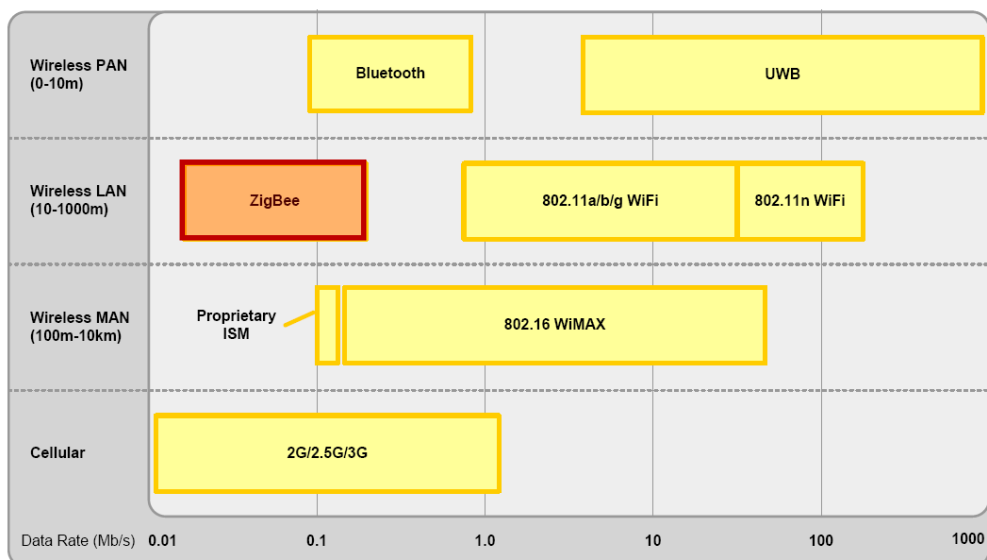 Wireless PAN
(0-10m)
Bluetooth
UWB
Wireless LAN
(10-1000m)
ZigBee
802.11a/b/g WiFi
802.11n WiFi
Wireless MAN
(100m-10km)
Proprietary
ISM
802.16 WiMAX
Cellular
2G/2.5G/3G
Data Rate (Mb/s) 0.01 0.1 1.0 10 100 1000